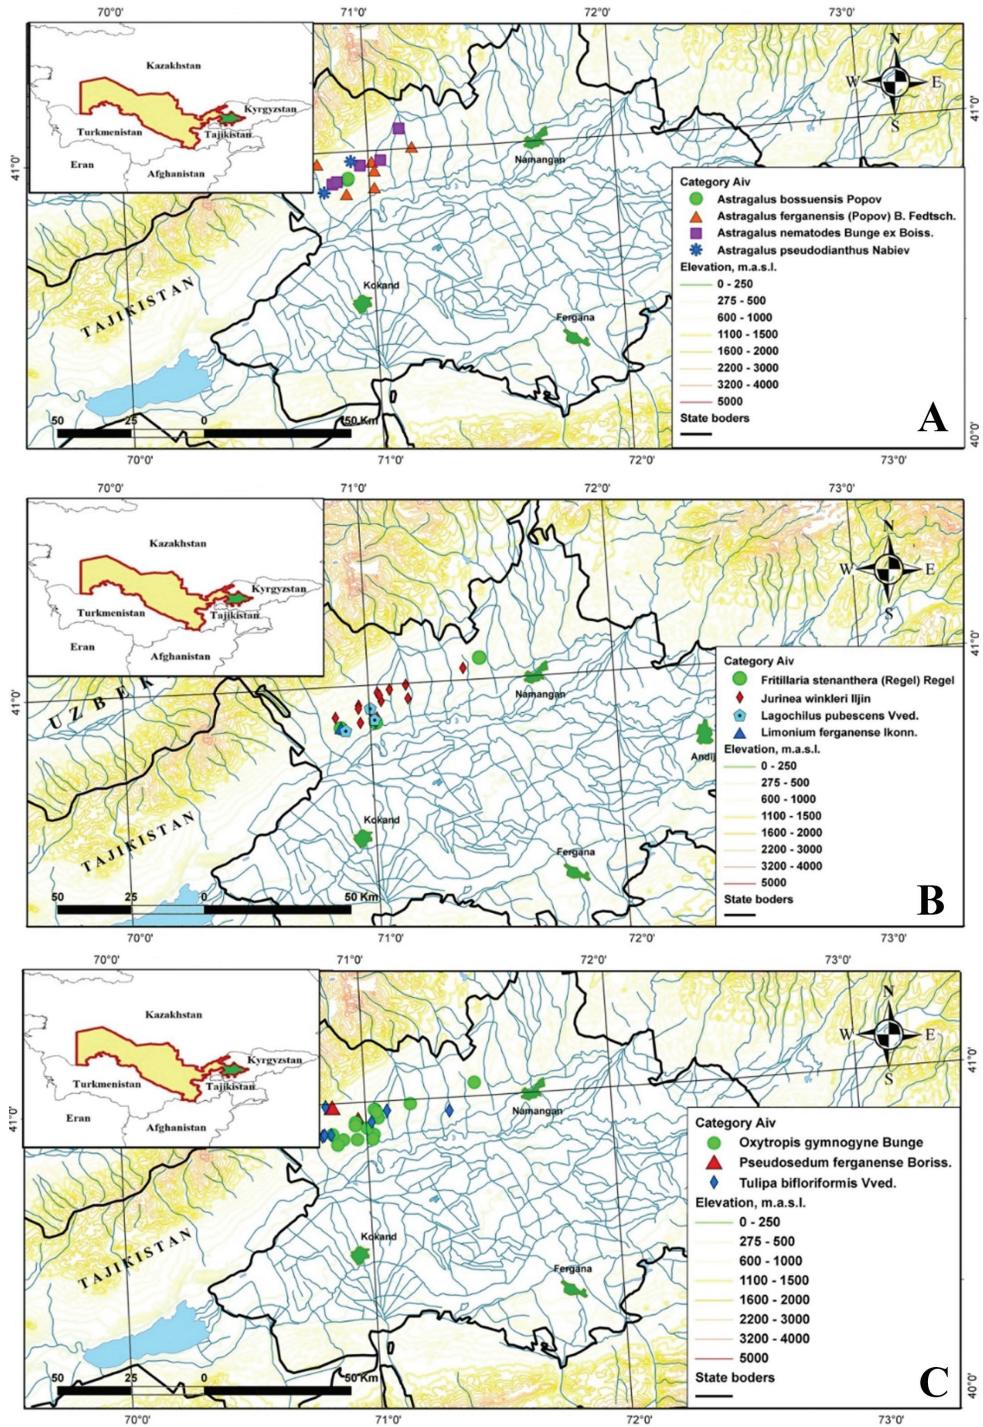 70°0' 71°0' 72°0' 73°0'
Kazakhstan
Kyrgyzstan
Turkmenistan
Tajikistan
Eran
Afghanistan
N
W E
S
41°0'
41°0'
Namangan
Category Aiv
Astragalus bossuensis Popov
Astragalus ferganensis (Popov) B. Fedtsch.
Astragalus nematodes Bunge ex Boiss.
Astragalus pseudodianthus Nabiev
Elevation, m.a.s.l.
0 - 250
275 - 500
600 - 1000
1100 - 1500
1600 - 2000
2200 - 3000
3200 - 4000
5000
State boders
TAJIKISTAN
Kokand
Fergana
50 25 0 50 Km
A
40°0'
70°0' 71°0' 72°0' 73°0'
70°0' 71°0' 72°0' 73°0'
Kazakhstan
Kyrgyzstan
Turkmenistan
Tajikistan
Eran
Afghanistan
N
W E
S
41°0'
41°0'
UZBEK
Namangan
Andij
Category Aiv
Fritillaria stenanthera (Regel) Regel
Jurinea winkleri Iljin
Lagochilus pubescens Vved.
Limonium ferganense Ikonn.
Elevation, m.a.s.l.
0 - 250
275 - 500
600 - 1000
1100 - 1500
1600 - 2000
2200 - 3000
3200 - 4000
5000
State boders
TAJIKISTAN
Kokand
Fergana
50 25 0 50 Km
B
70°0' 71°0' 72°0' 73°0'
70°0' 71°0' 72°0' 73°0'
Kazakhstan
Kyrgyzstan
Turkmenistan
Tajikistan
Eran
Afghanistan
N
W E
S
41°0'
41°0'
Namangan
Category Aiv
Oxytropis gymnogyne Bunge
Pseudosedum ferganense Boriss.
Tulipa bifloriformis Vved.
Elevation, m.a.s.l.
0 - 250
275 - 500
600 - 1000
1100 - 1500
1600 - 2000
2200 - 3000
3200 - 4000
5000
State boders
TAJIKISTAN
Kokand
Fergana
50 25 0 50 Km
C
40°0'
70°0' 71°0' 72°0' 73°0'